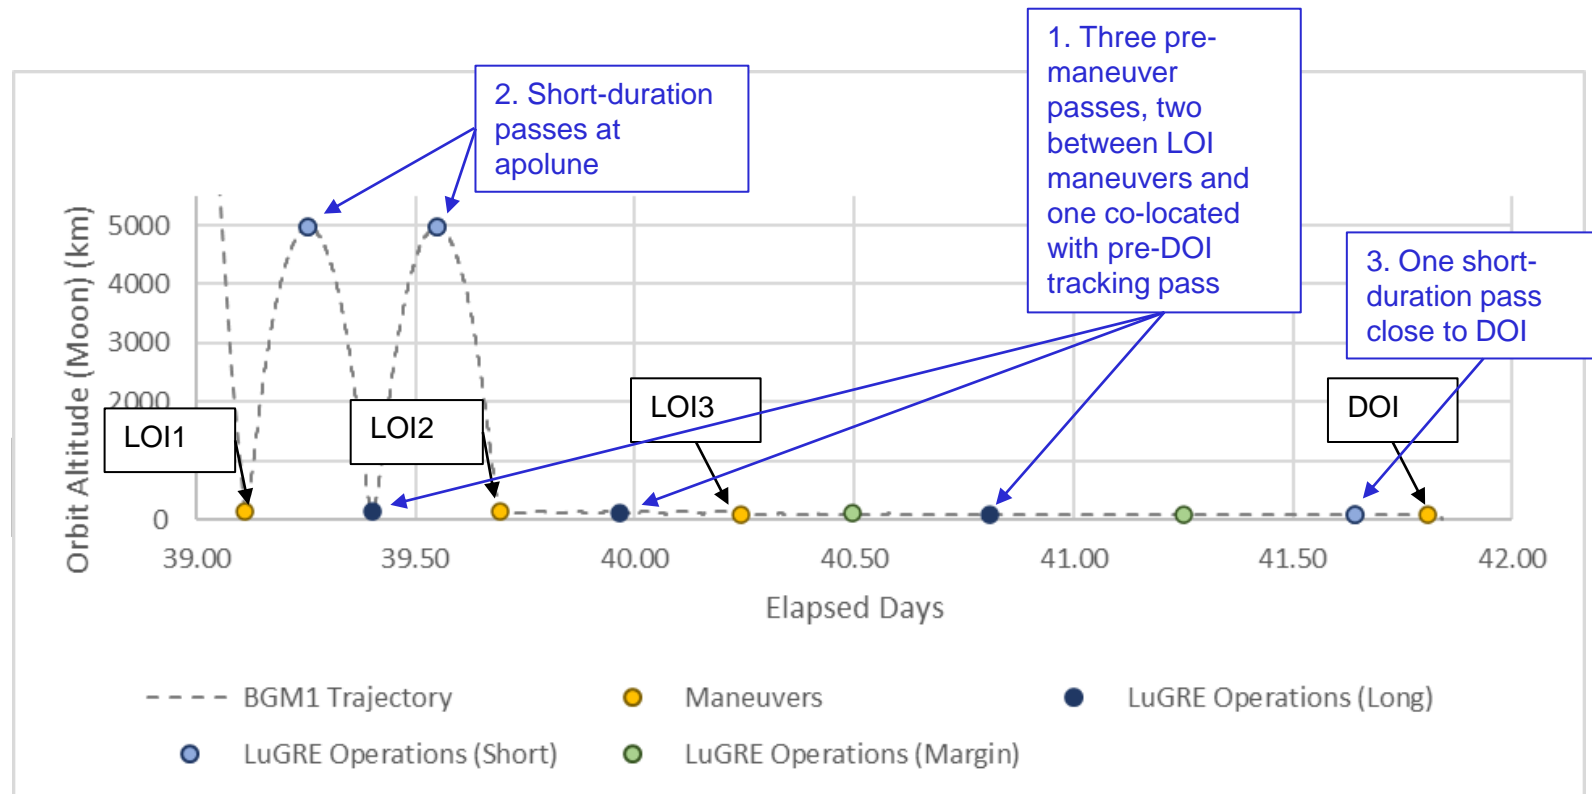 1. Three pre-
maneuver
passes, two
between LOI
maneuvers and
one co-located
with pre-DOI
tracking pass
2. Short-duration
passes at
apolune
3. One short-
duration pass
close to DOI
Orbit Altitude (Moon) (km)
5000
4000
3000
2000
0
LOI1
LOI2
LOI3
DOI
39.00
39.50
40.00
40.50
41.00
41.50
42.00
Elapsed Days
BGM1 Trajectory
Maneuvers
LuGRE Operations (Long)
LuGRE Operations (Short)
LuGRE Operations (Margin)